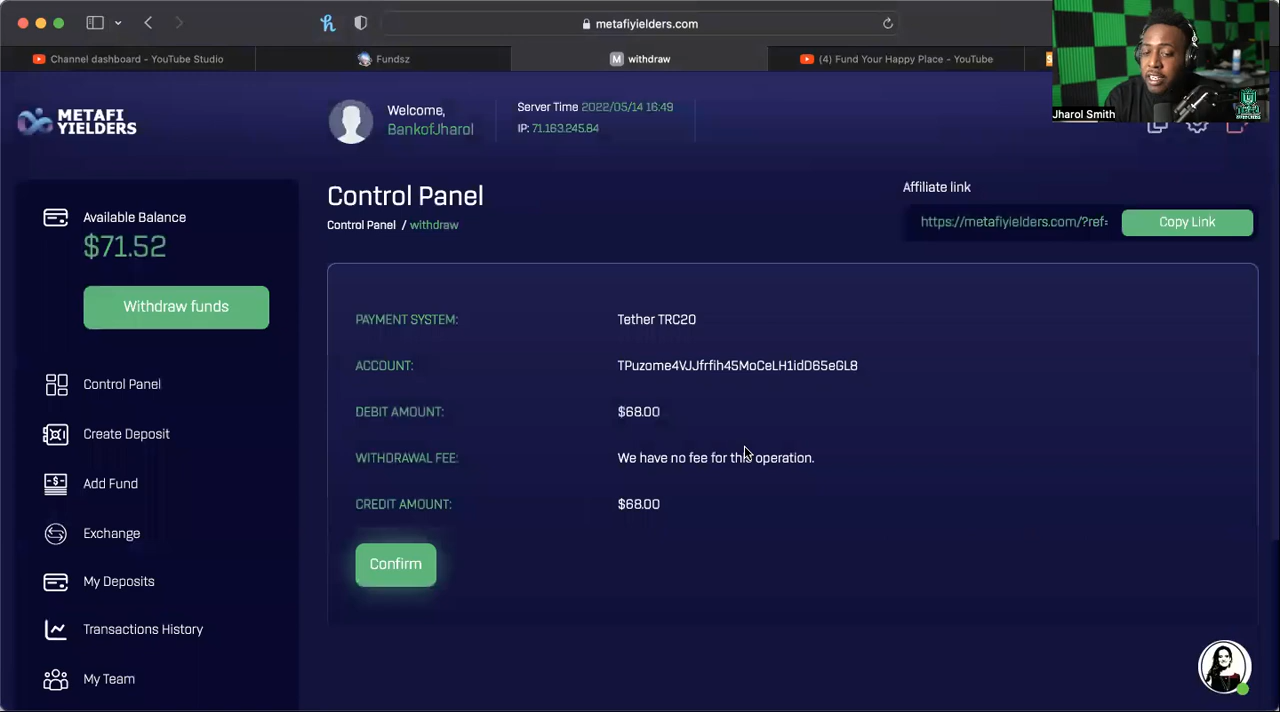 metafiyielders.com
Channel dashboard - YouTube Studio
Fundsz
M withdraw
(4) Fund Your Happy Place - YouTube
Jharol Smith
METAFI
YIELDERS
Welcome,
BankofJharol
Server Time 2022/05/14 16:49
IP: 71.163.245.84
Available Balance
$71.52
Withdraw funds
Control Panel
Create Deposit
Add Fund
Exchange
My Deposits
Transactions History
My Team
Control Panel
Control Panel / withdraw
Affiliate link
https://metafiyielders.com/?ref=
Copy Link
PAYMENT SYSTEM:
Tether TRC20
ACCOUNT:
TPuzome4VJJfrfih45MoCeLH1idD65eGL8
DEBIT AMOUNT:
$68.00
WITHDRAWAL FEE:
We have no fee for this operation.
CREDIT AMOUNT:
$68.00
Confirm